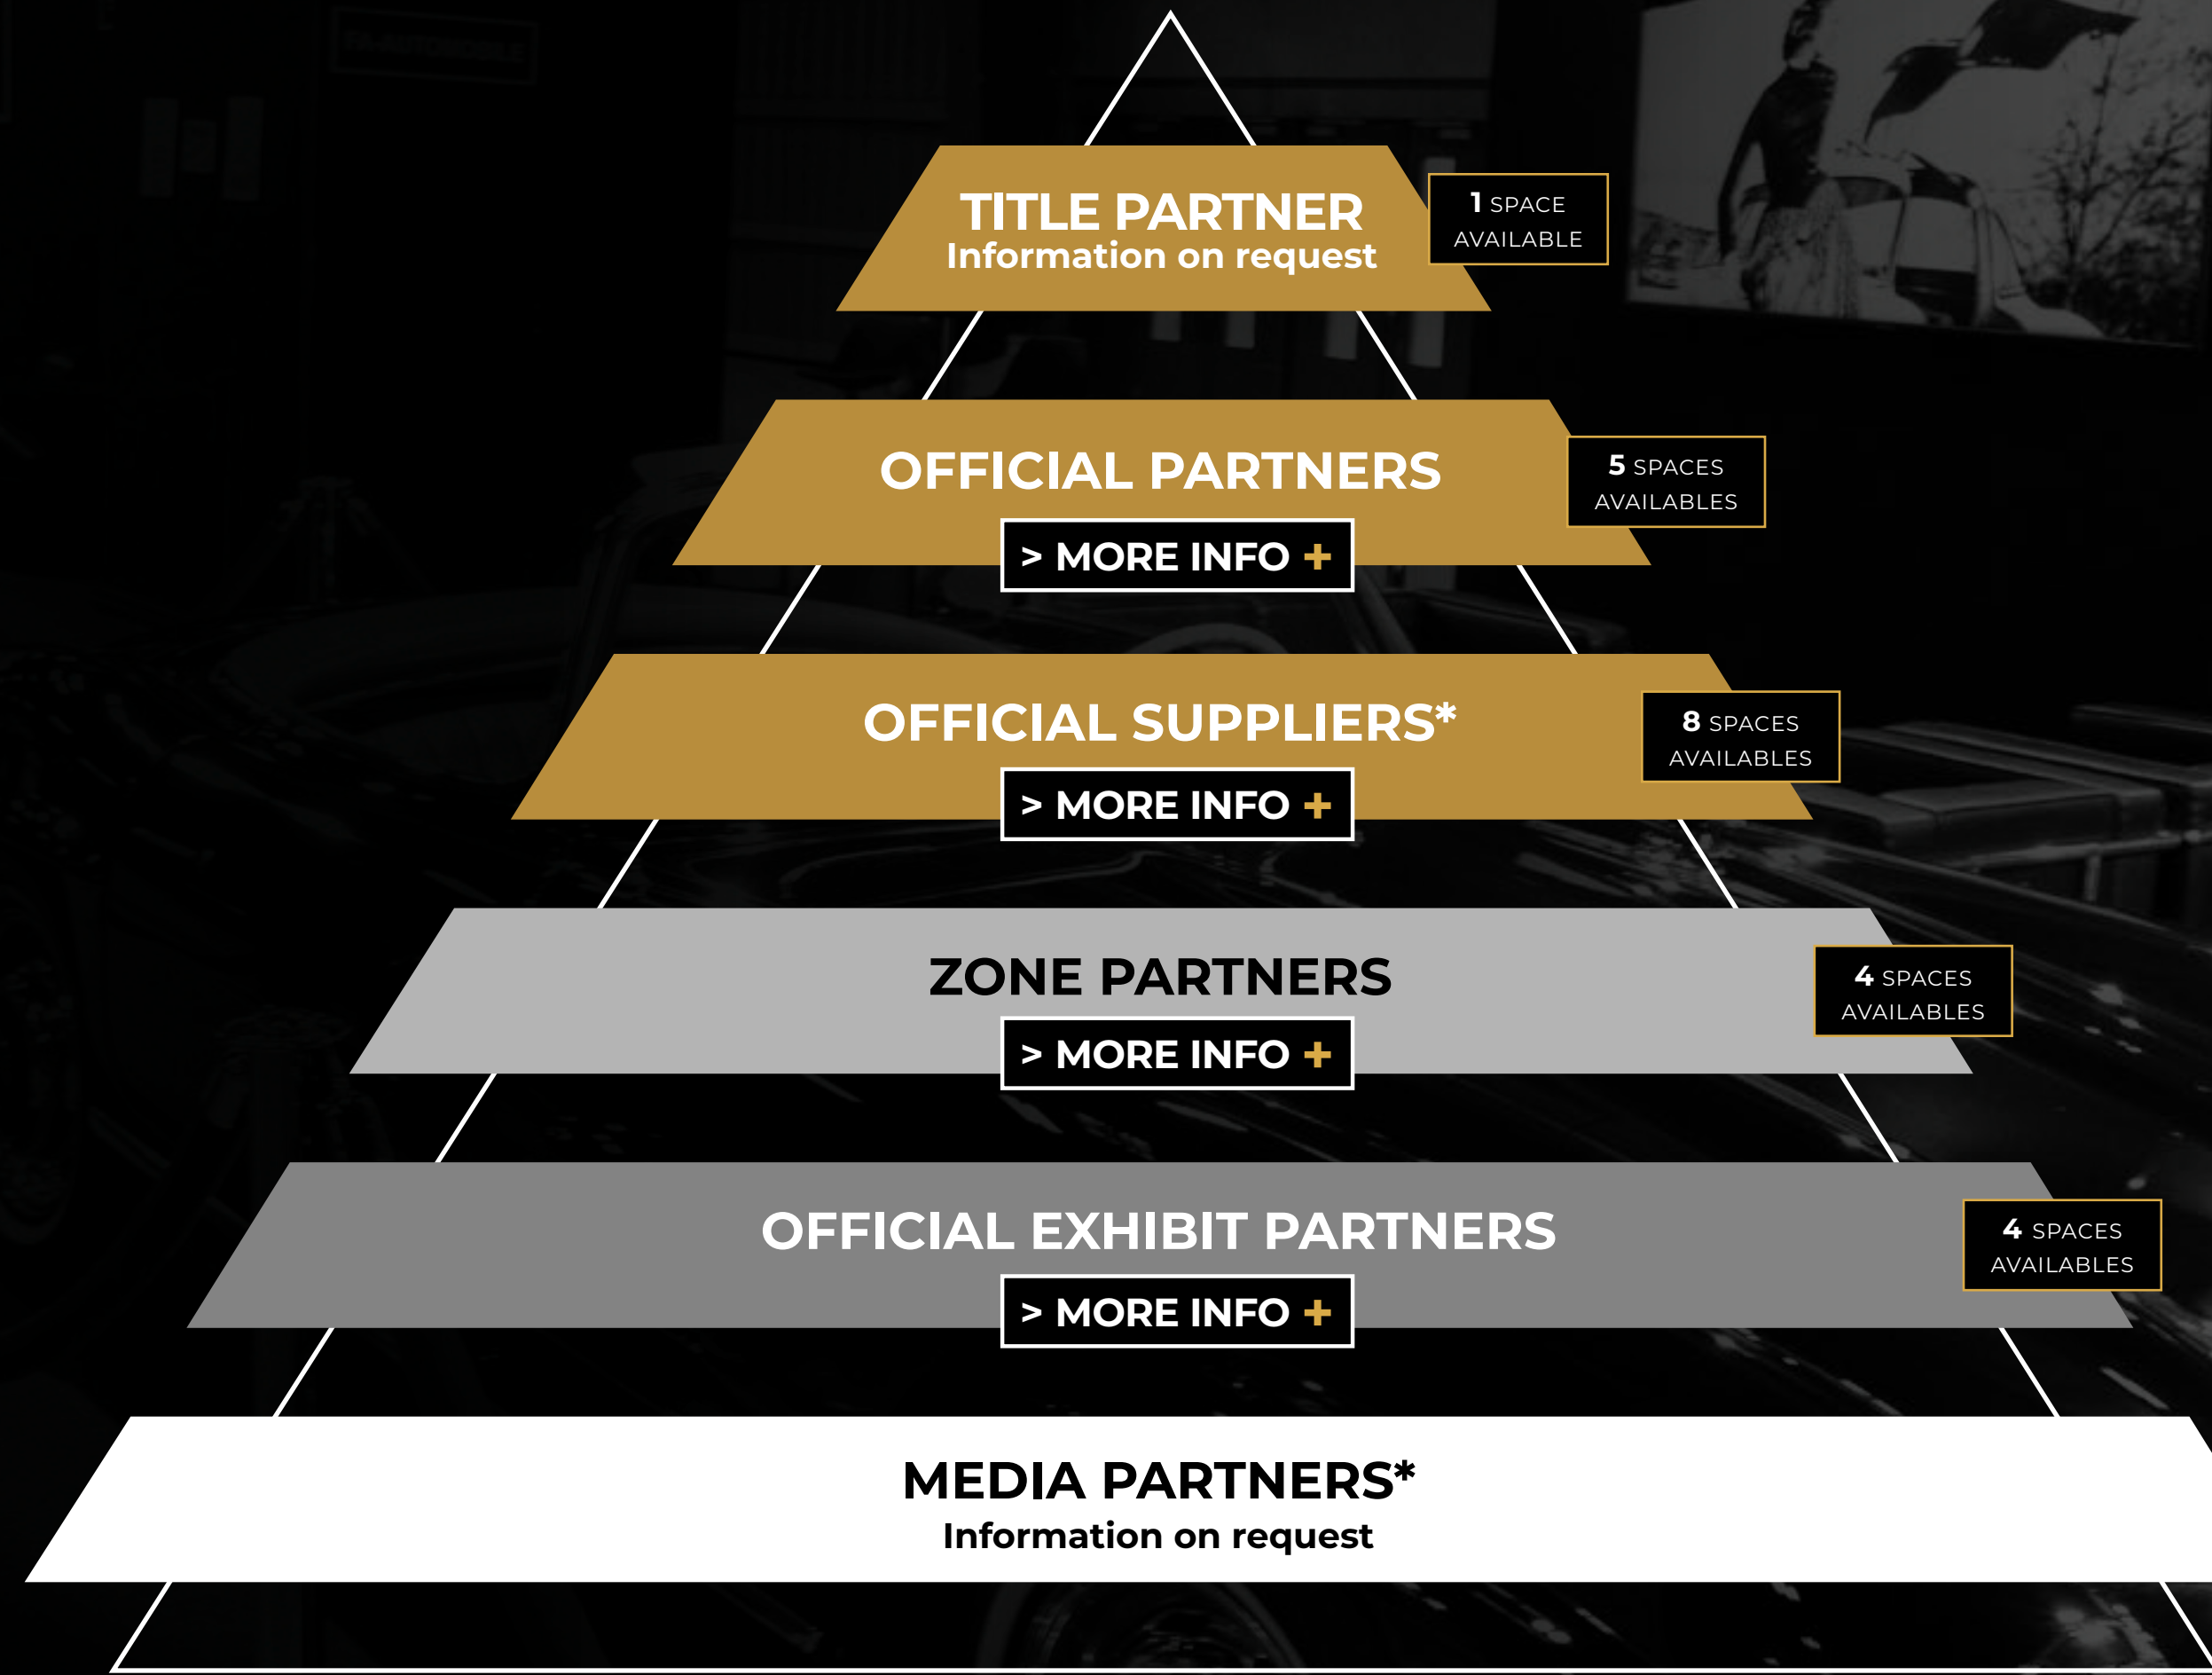 TITLE PARTNER
Information on request
1 SPACE
AVAILABLE
OFFICIAL PARTNERS
> MORE INFO +
5 SPACES
AVAILABLES
OFFICIAL SUPPLIERS*
> MORE INFO +
8 SPACES
AVAILABLES
ZONE PARTNERS
> MORE INFO +
4 SPACES
AVAILABLES
OFFICIAL EXHIBIT PARTNERS
> MORE INFO +
4 SPACES
AVAILABLES
MEDIA PARTNERS*
Information on request